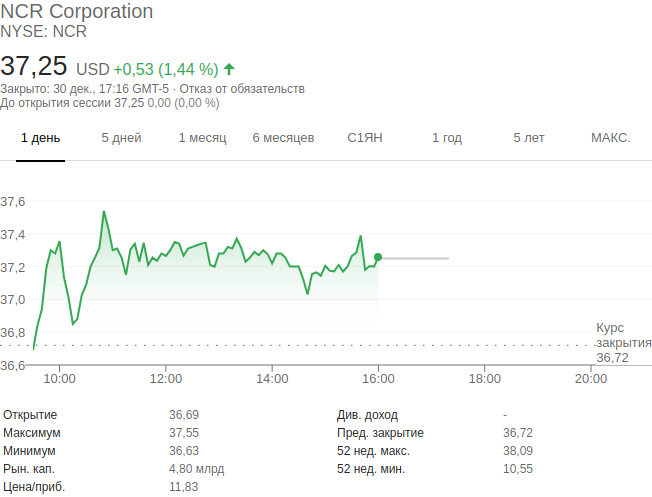 NCR Corporation
NYSE: NCR
37,25 USD +0,53 (1,44 %)
Закрыто: 30 дек., 17:16 GMT-5 · Отказ от обязательств
До открытия сессии 37,25 0,00 (0,00 %)
1 день 5 дней 1 месяц 6 месяцев С1ЯН 1 год 5 лет МАКС.
37,6
37,4
37,2
37,0
36,8
36,6
Курс
закрытия
36,72
10:00 12:00 14:00 16:00 18:00 20:00
Открытие 36,69 Див. доход -
Максимум 37,55 Пред. закрытие 36,72
Минимум 36,63 52 нед. макс. 38,09
Рын. кап. 4,80 млрд 52 нед. мин. 10,55
Цена/приб. 11,83